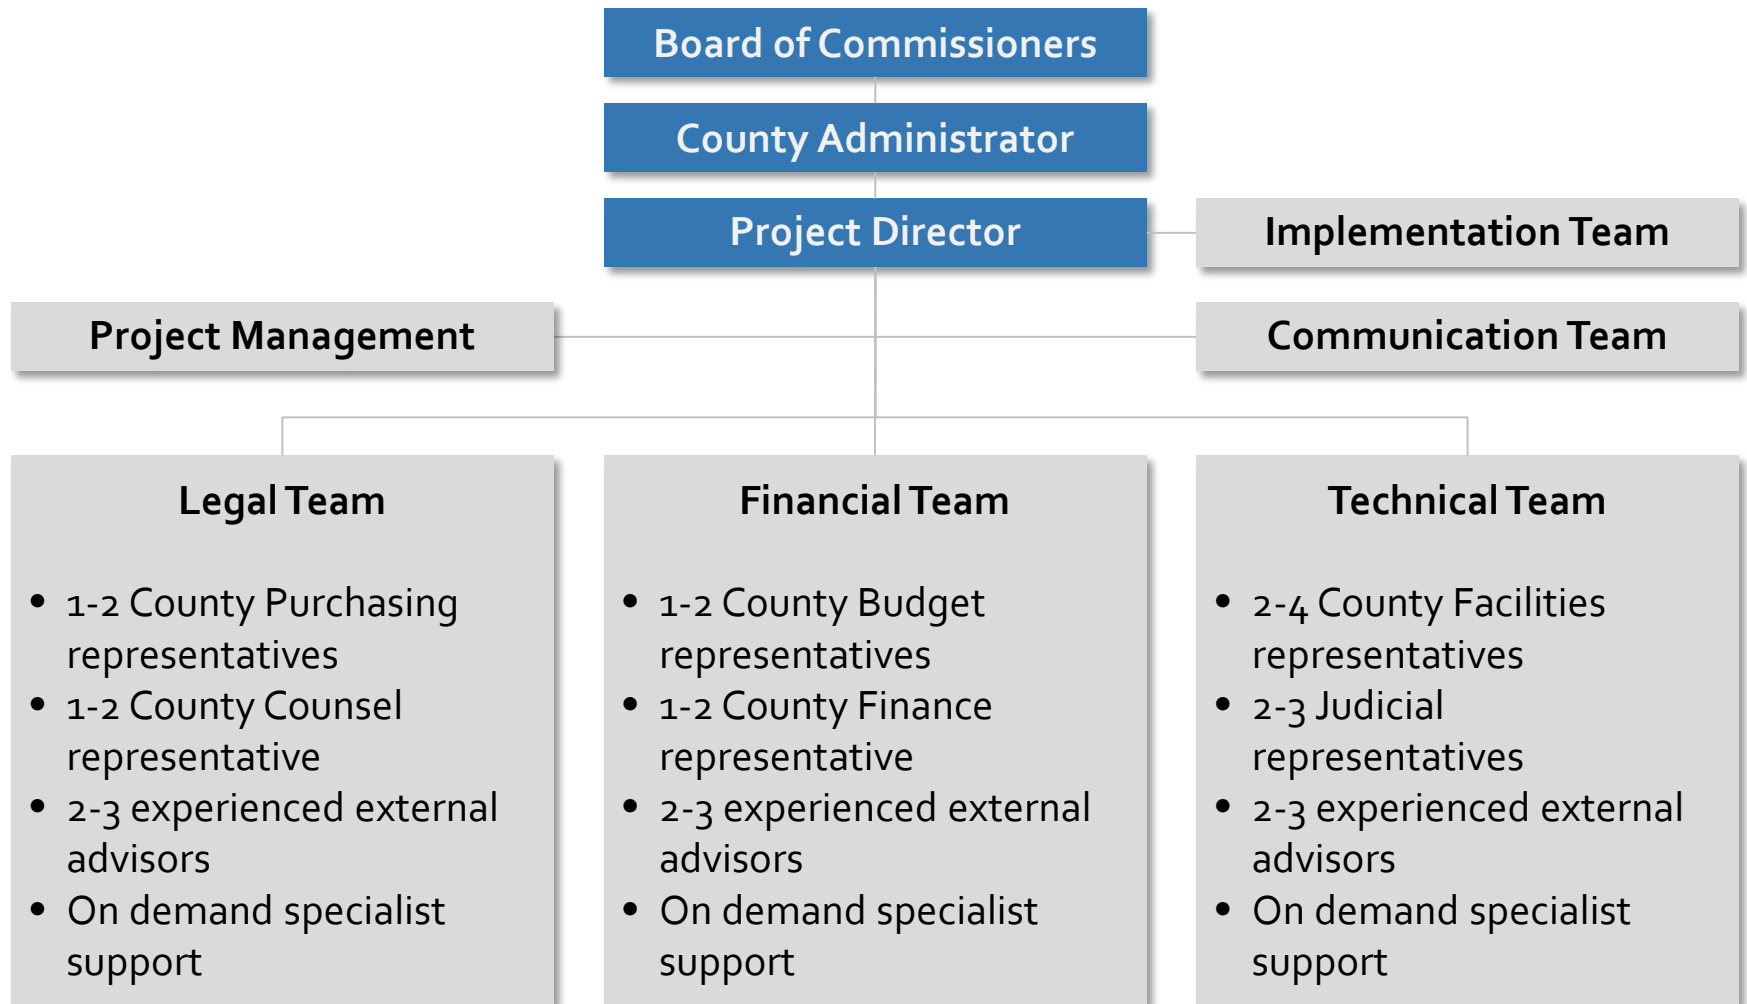 Board of Commissioners
County Administrator
Project Director
Implementation Team
Project Management
Communication Team
Legal Team
• 1-2 County Purchasing
representatives
• 1-2 County Counsel
representative
• 2-3 experienced external
advisors
• On demand specialist
support
Financial Team
• 1-2 County Budget
representatives
• 1-2 County Finance
representative
• 2-3 experienced external
advisors
• On demand specialist
support
Technical Team
• 2-4 County Facilities
representatives
• 2-3 Judicial
representatives
• 2-3 experienced external
advisors
• On demand specialist
support